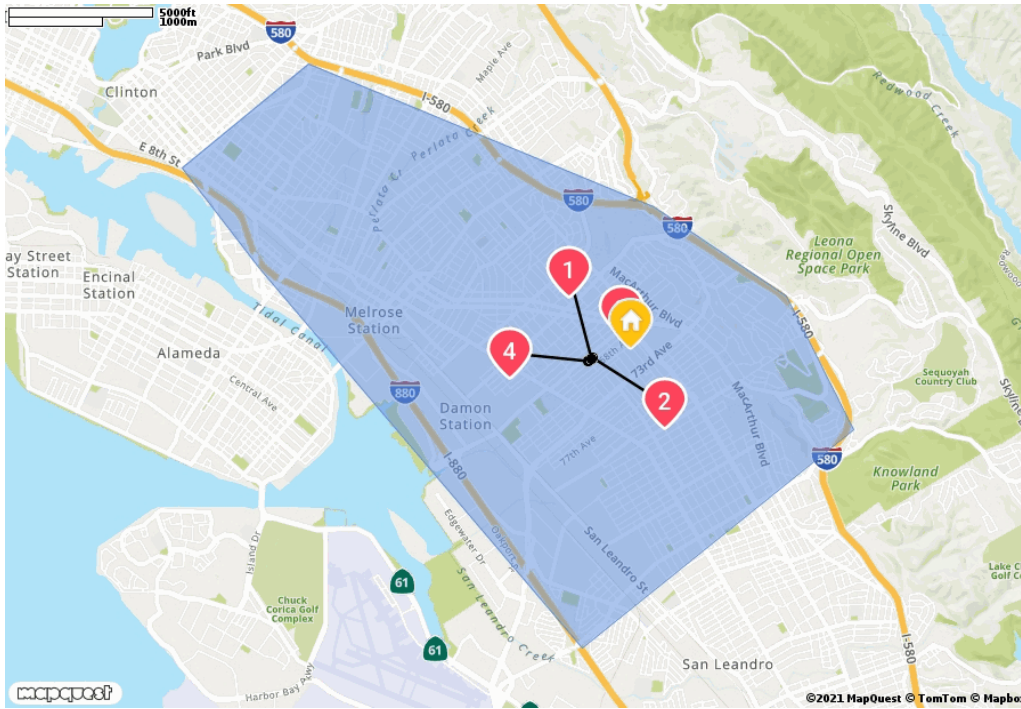 5000ft
1000m
580
Park Blvd
Maple Ave
Clinton
I-580
Redwood Creek
E 8th St
Peralta Creek
Peralta Cr
580
580
Skyline Blvd
Leona
Regional Open
Space Park
ay Street
Station
Encinal
Station
1
MacArthur Blvd
Tidal Canal
Melrose
Station
I-580
4
73rd Ave
Alameda
Central Ave
880
2
Sequoyah
Country Club
Damon
Station
MacArthur Blvd
Skyline
77th Ave
I-880
580
Knowland
Park
Edgewater Dr
Island Dr
San Leandro St
61
Lake C
Golf C
Chuck
Corica Golf
Complex
San Leandro Creek
61
I-580
San Leandro
Harbor Bay Pkwy
mapquest
©2021 MapQuest © TomTom © Mapbo